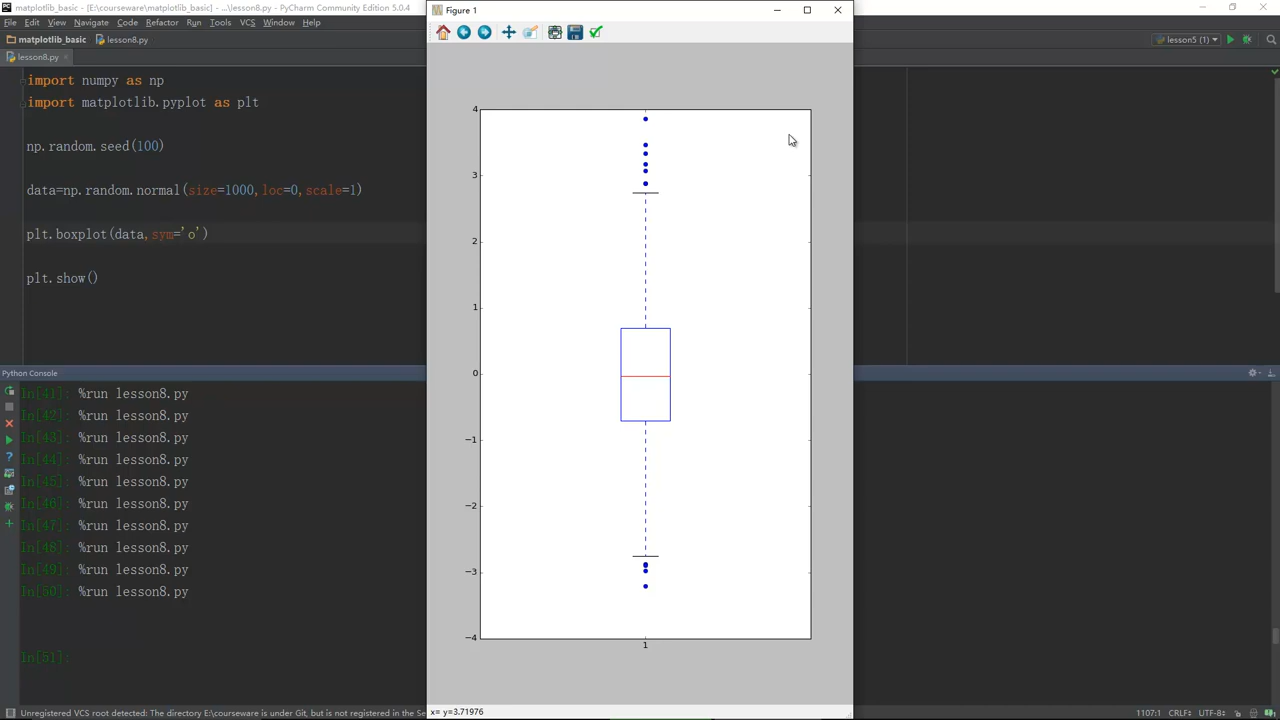 matplotlib_basic - [E:\courseware\matplotlib_basic] - ...\lesson8.py - PyCharm Community Edition 5.0.4
File Edit View Navigate Code Refactor Run Tools VCS Window Help
matplotlib_basic lesson8.py
lesson5 (1)
lesson8.py
import numpy as np
import matplotlib.pyplot as plt
np.random.seed(100)
data=np.random.normal(size=1000,loc=0,scale=1)
plt.boxplot(data,sym='o')
plt.show()
Figure 1
4
3
2
1
0
−1
−2
−3
−4
1
x= y=3.71976
Python Console
In[41]: %run lesson8.py
In[42]: %run lesson8.py
In[43]: %run lesson8.py
In[44]: %run lesson8.py
In[45]: %run lesson8.py
In[46]: %run lesson8.py
In[47]: %run lesson8.py
In[48]: %run lesson8.py
In[49]: %run lesson8.py
In[50]: %run lesson8.py
In[51]:
Unregistered VCS root detected: The directory E:\courseware is under Git, but is not registered in the Se
1107:1 CRLF÷ UTF-8÷